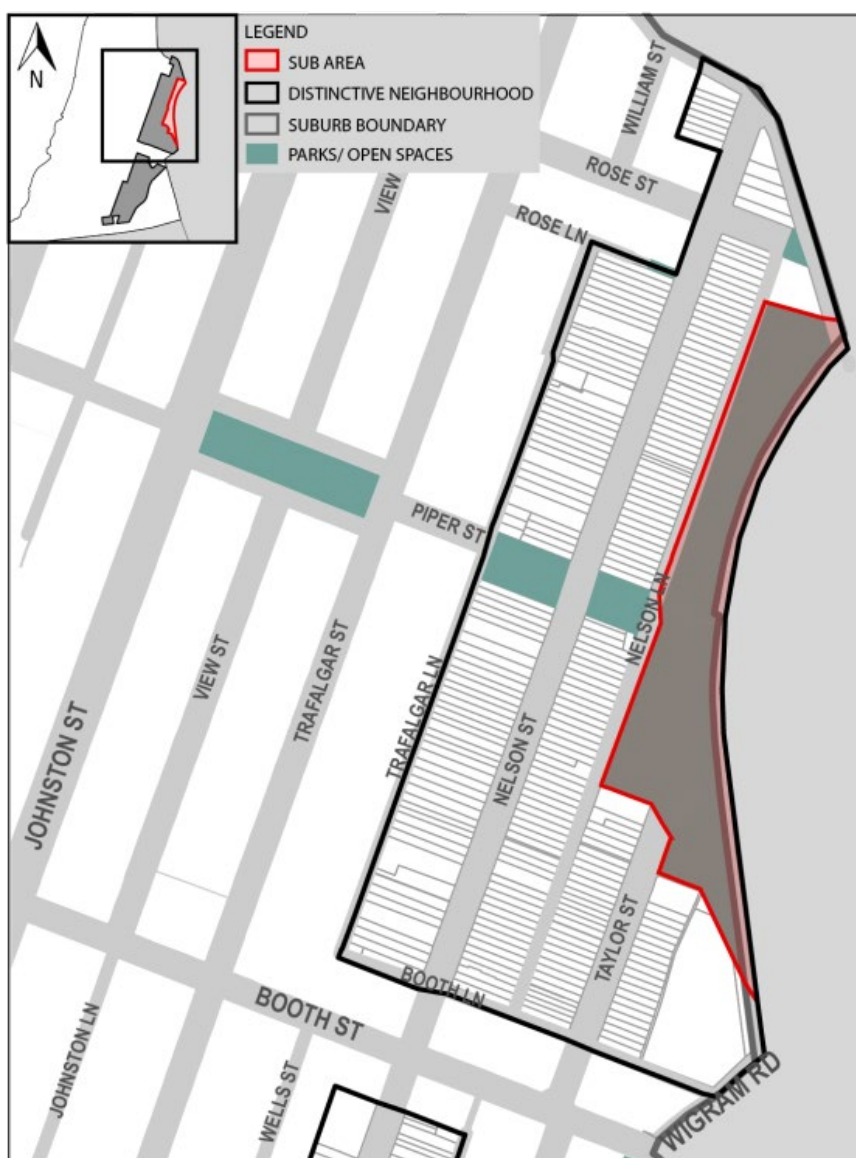 N
LEGEND
SUB AREA
DISTINCTIVE NEIGHBOURHOOD
SUBURB BOUNDARY
PARKS/ OPEN SPACES
WILLIAM ST
ROSE ST
VIEW
ROSE LN
PIPER ST
NELSON LN
VIEW ST
TRAFALGAR ST
TRAFALGAR LN
JOHNSTON ST
NELSON ST
TAYLOR ST
BOOTH LN
BOOTH ST
JOHNSTON LN
WELLS ST
WIGRAM RD